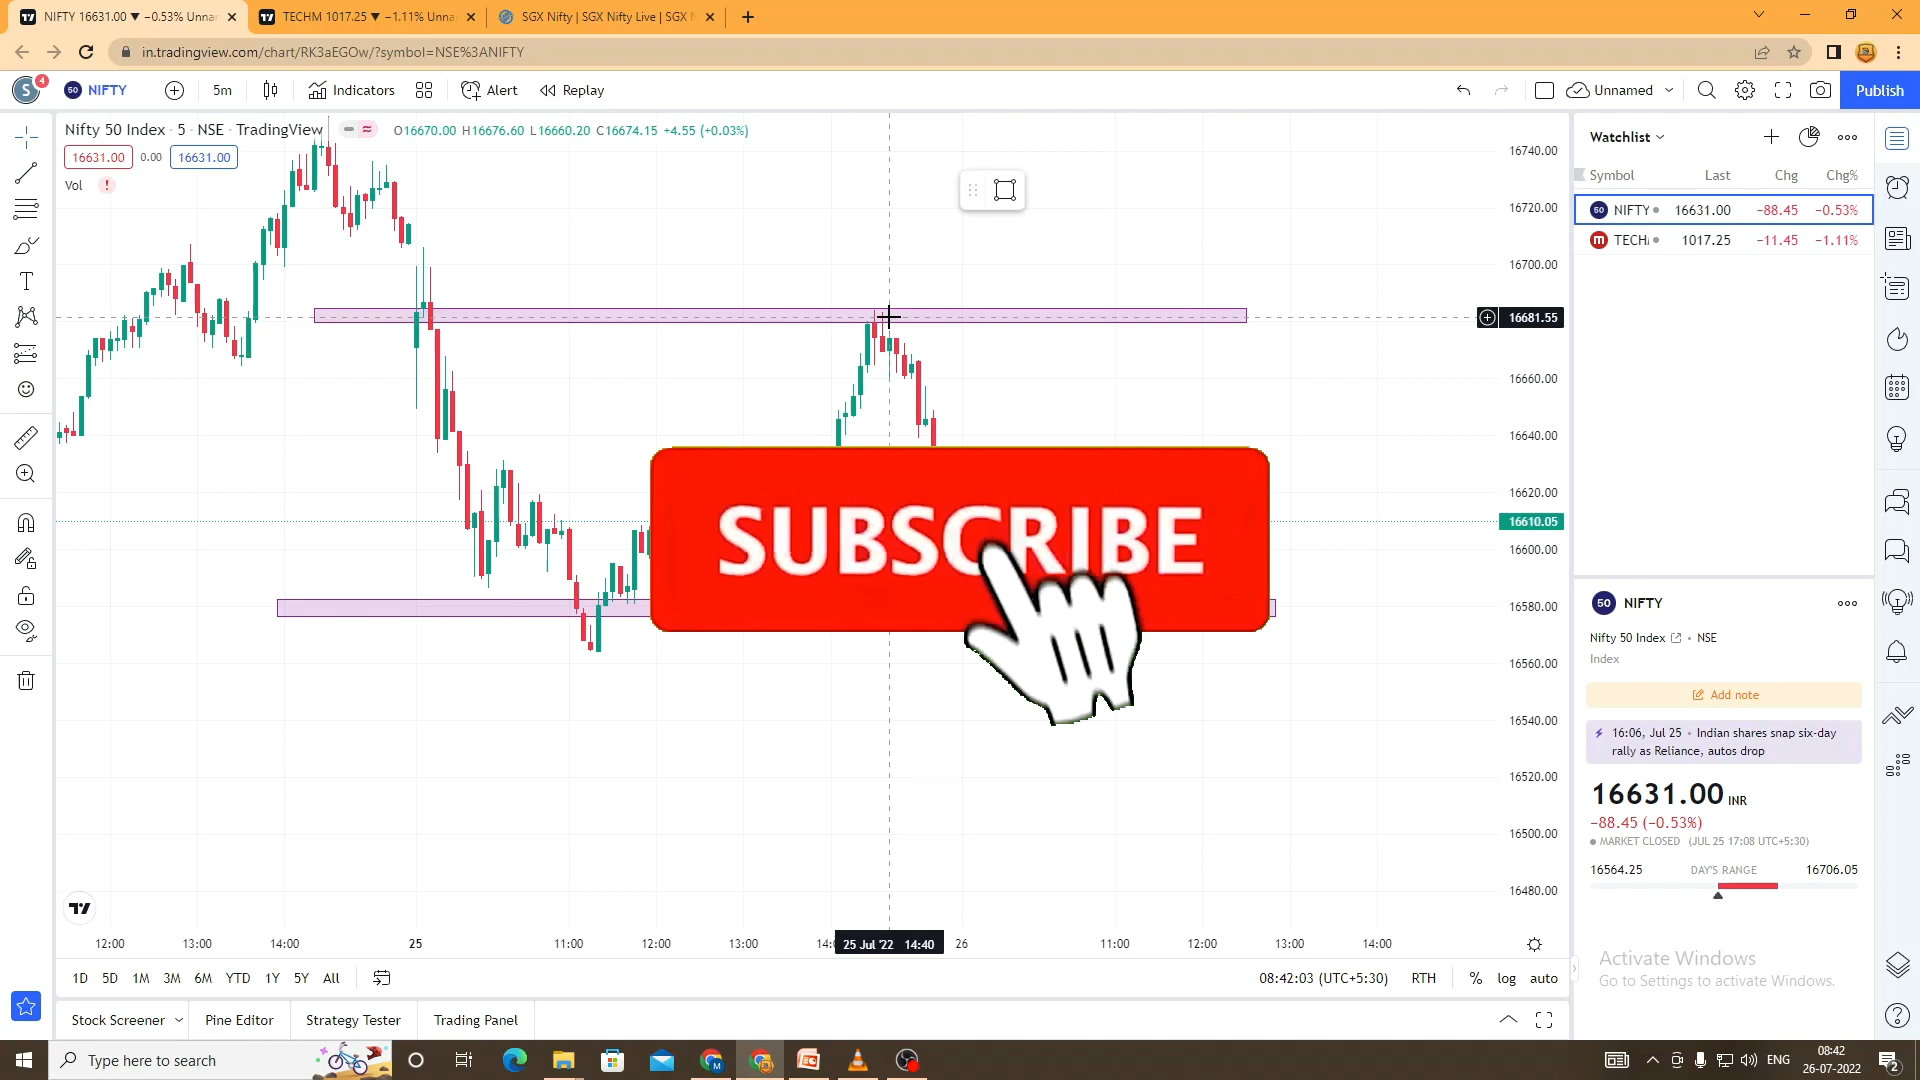 NIFTY 16631.00 ▼ −0.53% Unnar
TECHM 1017.25 ▼ −1.11% Unna
SGX Nifty | SGX Nifty Live | SGX N
in.tradingview.com/chart/RK3aEGOw/?symbol=NSE%3ANIFTY
S 4
50 NIFTY
5m
Indicators
Alert
Replay
Unnamed
Publish
Nifty 50 Index · 5 · NSE · TradingView
O16670.00 H16676.60 L16660.20 C16674.15 +4.55 (+0.03%)
16631.00 0.00 16631.00
Vol !
16740.00
16720.00
16700.00
16681.55
16660.00
16640.00
16620.00
16610.05
16600.00
16580.00
16560.00
16540.00
16520.00
16500.00
16480.00
SUBSCRIBE
12:00 13:00 14:00 25 11:00 12:00 13:00 14:0 25 Jul '22 14:40 26 11:00 12:00 13:00 14:00
1D 5D 1M 3M 6M YTD 1Y 5Y All
08:42:03 (UTC+5:30) RTH % log auto
Stock Screener Pine Editor Strategy Tester Trading Panel
Watchlist
Symbol Last Chg Chg%
50 NIFTY 16631.00 −88.45 −0.53%
m TECH 1017.25 −11.45 −1.11%
50 NIFTY
Nifty 50 Index · NSE
Index
Add note
16:06, Jul 25 · Indian shares snap six-day
rally as Reliance, autos drop
16631.00 INR
−88.45 (−0.53%)
MARKET CLOSED (JUL 25 17:08 UTC+5:30)
16564.25 DAY'S RANGE 16706.05
Activate Windows
Go to Settings to activate Windows.
Type here to search
ENG
08:42
26-07-2022
2